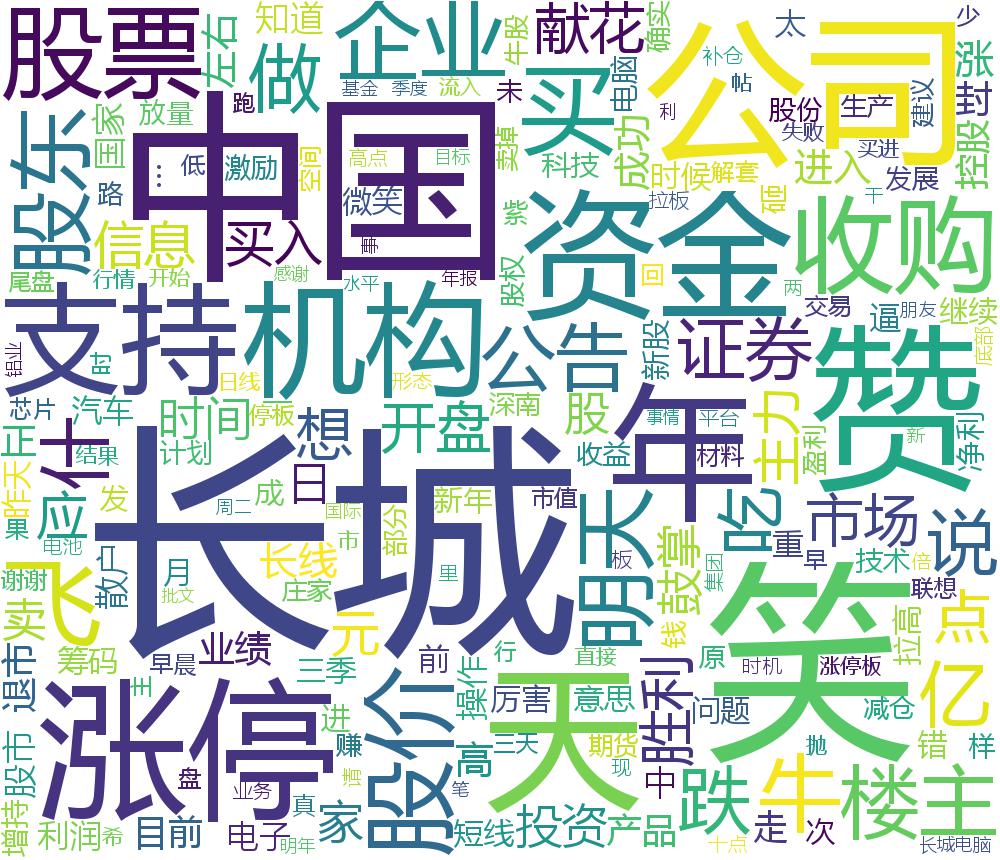 股票
左右
知道
做
企业
牛股
献花
确实
太
少
公司
涨
补仓
帖
基金
季度
流入
未
买
电脑
利
股份
生产
建议
封
失败
买进
国家
放量
跑
中国
股东
路
…
低
激励
空间
高点
目标
卖掉
微笑
科技
成功
时候
解套
进入
发展
控股
砸
拉板
干
信息
买入
事
紫
资金
收购
尾盘
行情
开始
感谢
水平
年报
股权
回
两
交易
逼
朋友
继续
支持
机构
公告
新股
证券
赞
底部
铝业
时
日线
形态
芯片
汽车
时间
停板
想
开盘
深南
股
年
事情
平台
主力
盈利
新
净利
正
什
计划
结果
收益
材料
昨天
应
发
成
日
新年
市值
明天
吃
市场
说
果
电池
周二
国际
长城
市
部分
板
重
早
技术
倍
谢谢
飞
散户
月
批文
长线
庄家
里
鼓掌
集团
联想
卖
元
钱
笑
点
拉高
退市
筹码
早晨
业绩
三季
前
操作
行
直接
原
时机
涨停板
主
涨停
进
股价
厉害
天
意思
胜利
问题
减仓
亿
股市
盘
赚
高
三天
期货
抛
错
样
增持
业务
请
笔
现
中
牛
楼主
利润
希
目前
电子
真
明年
家
短线
投资
产品
跌
十点
走
次
长城电脑